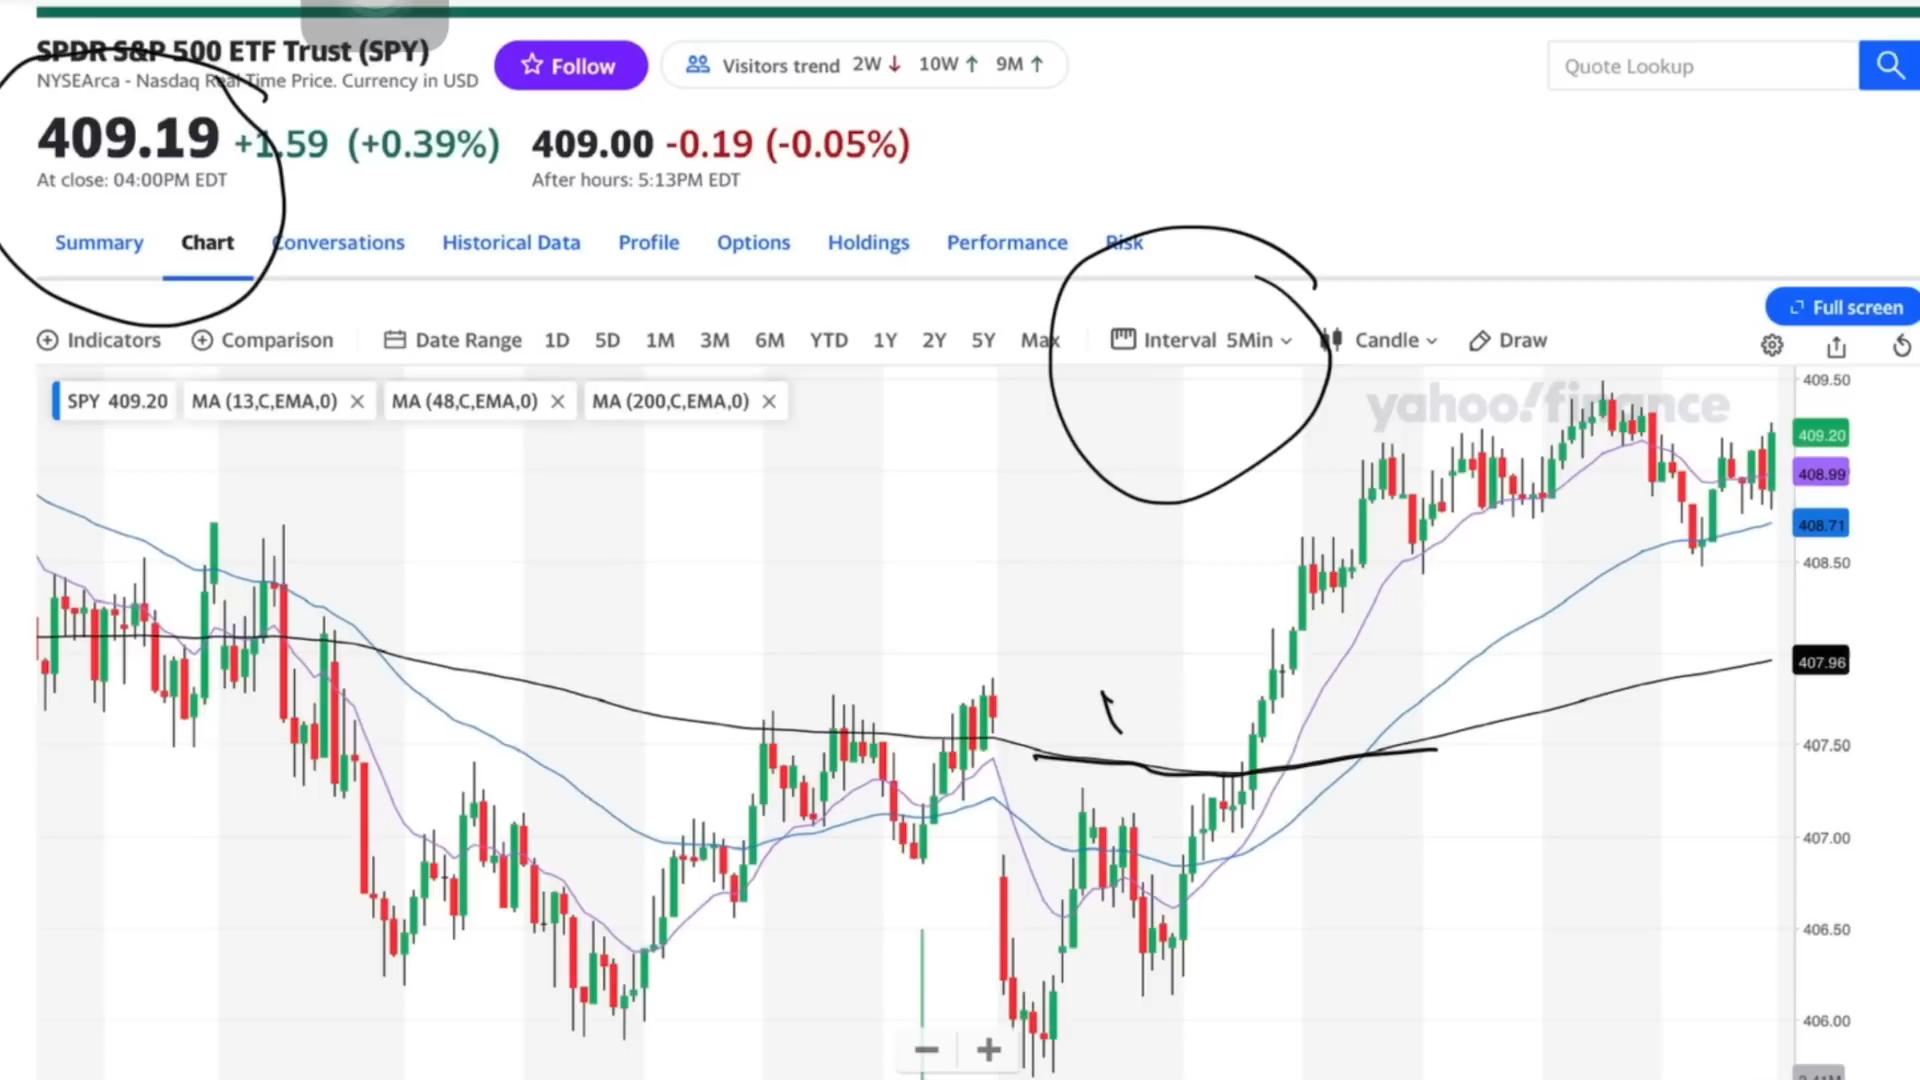 SPDR S&P 500 ETF Trust (SPY)
NYSEArca - Nasdaq Real Time Price. Currency in USD
Follow
Visitors trend 2W↓ 10W↑ 9M↑
Quote Lookup
409.19 +1.59 (+0.39%)
At close: 04:00PM EDT
409.00 -0.19 (-0.05%)
After hours: 5:13PM EDT
Summary Chart Conversations Historical Data Profile Options Holdings Performance Risk
Full screen
Indicators Comparison Date Range 1D 5D 1M 3M 6M YTD 1Y 2Y 5Y Max Interval 5Min Candle Draw
SPY 409.20 MA (13,C,EMA,0) MA (48,C,EMA,0) MA (200,C,EMA,0)
yahoo!finance
409.50
409.20
408.99
408.71
408.50
407.96
407.50
407.00
406.50
406.00